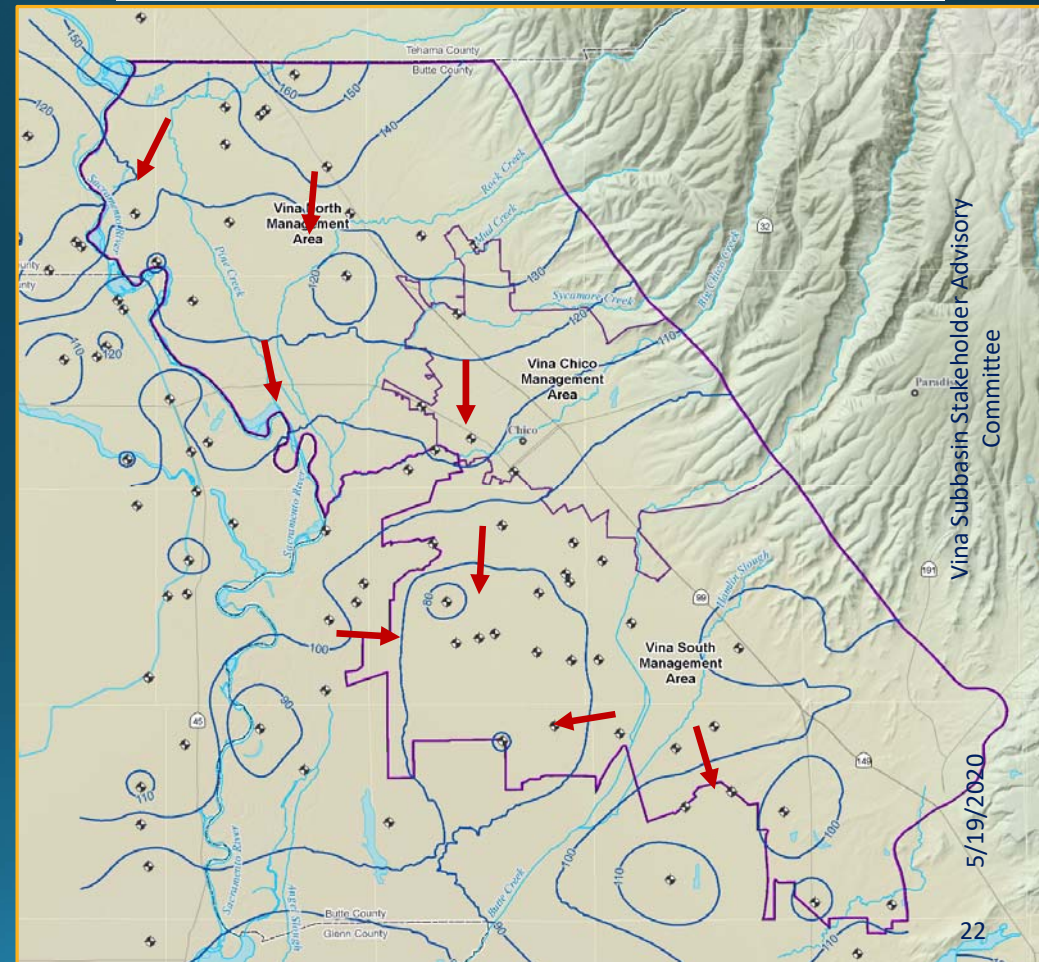 Tehama County
Butte County
150
160
150
140
120
Rock Creek
Sacramento River
Vina North
Management
Area
Mud Creek
32
Big Chico Creek
Pine Creek
120
130
Sycamore Creek
120
110
110
120
Vina Chico
Management
Area
Paradis
Chico
Sacramento River
Hamlin Slough
191
99
80
100
Vina South
Management
Area
90
45
149
110
100
100
110
Butte Creek
Sacramento River
Angel Slough
Butte County
Glenn County
90
110
Vina Subbasin Stakeholder Advisory
Committee
5/19/2020
22